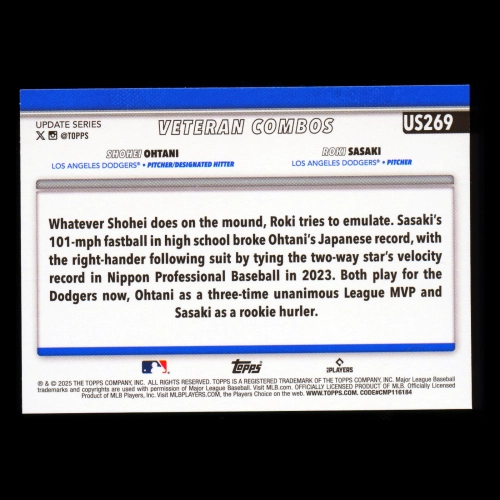 UPDATE SERIES
@TOPPS
VETERAN COMBOS
US269
SHOHEI OHTANI
LOS ANGELES DODGERS® • PITCHER/DESIGNATED HITTER
ROKI SASAKI
LOS ANGELES DODGERS® • PITCHER
Whatever Shohei does on the mound, Roki tries to emulate. Sasaki's
101-mph fastball in high school broke Ohtani's Japanese record, with
the right-hander following suit by tying the two-way star's velocity
record in Nippon Professional Baseball in 2023. Both play for the
Dodgers now, Ohtani as a three-time unanimous League MVP and
Sasaki as a rookie hurler.
Topps
PLAYERS
® & © 2025 THE TOPPS COMPANY, INC. ALL RIGHTS RESERVED. TOPPS IS A REGISTERED TRADEMARK OF THE TOPPS COMPANY, INC. Major League Baseball
trademarks and copyrights are used with permission of Major League Baseball. Visit MLB.com. OFFICIALLY LICENSED PRODUCT OF MLB PLAYERS, INC. Officially Licensed
Product of MLB Players, Inc. Visit MLBPLAYERS.com, the Players Choice on the web. WWW.TOPPS.COM. CODE#CMP116184